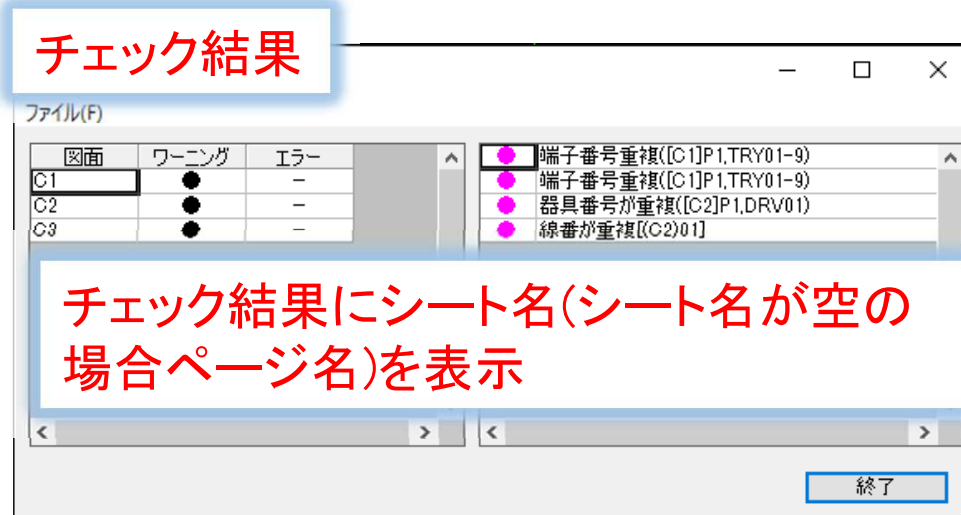 チェック結果
ファイル(F)
図面 ワーニング エラー
C1 ● −
C2 ● −
C3 ● −
端子番号重複([C1]P1,TRY01-9)
端子番号重複([C1]P1,TRY01-9)
器具番号が重複([C2]P1,DRV01)
線番が重複[(C2)01]
チェック結果にシート名(シート名が空の
場合ページ名)を表示
終了